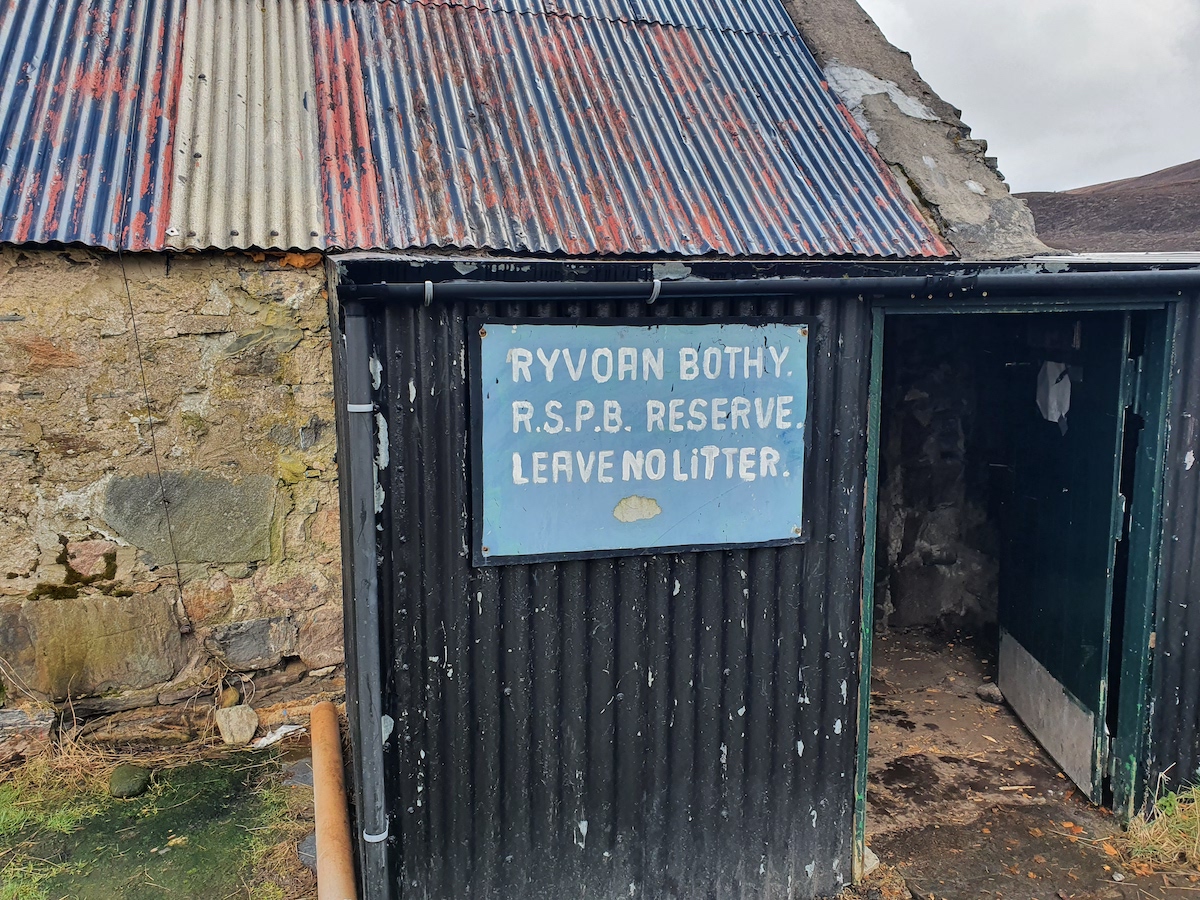 RYVOAN BOTHY.
R.S.P.B. RESERVE.
LEAVE NO LiTTER.